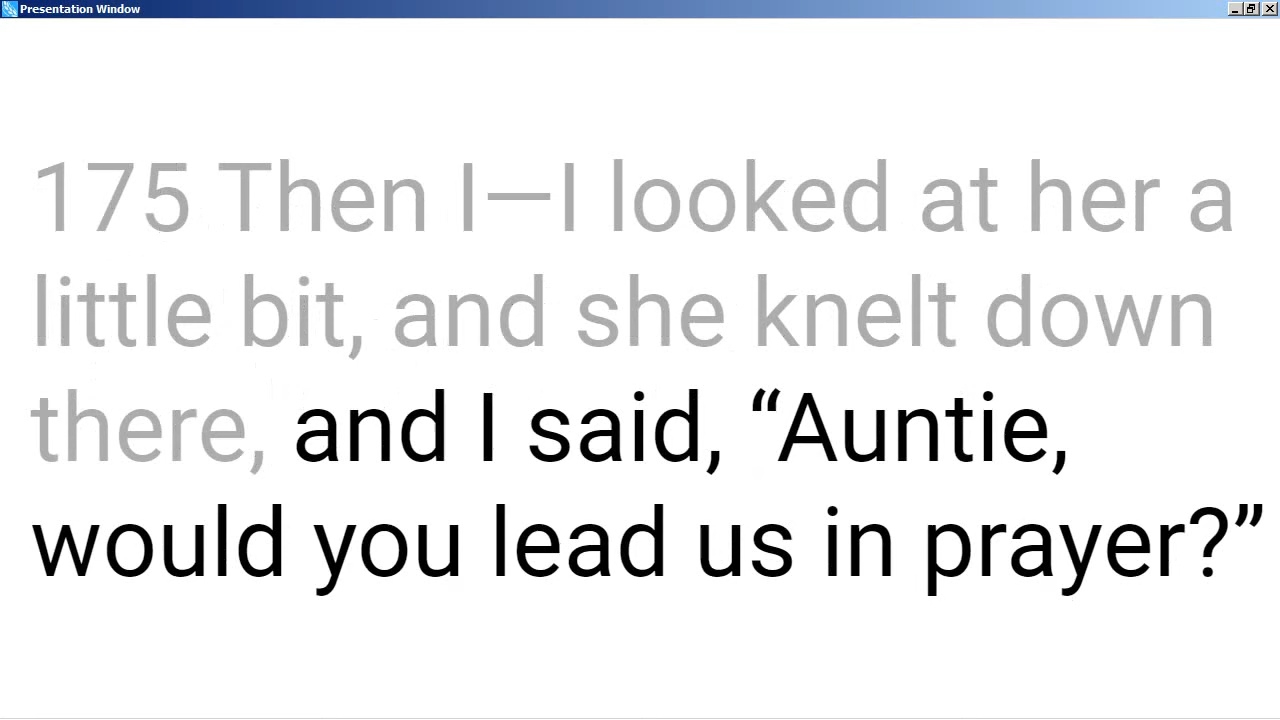 Presentation Window
175 Then I—I looked at her a
little bit, and she knelt down
there, and I said, “Auntie,
would you lead us in prayer?”